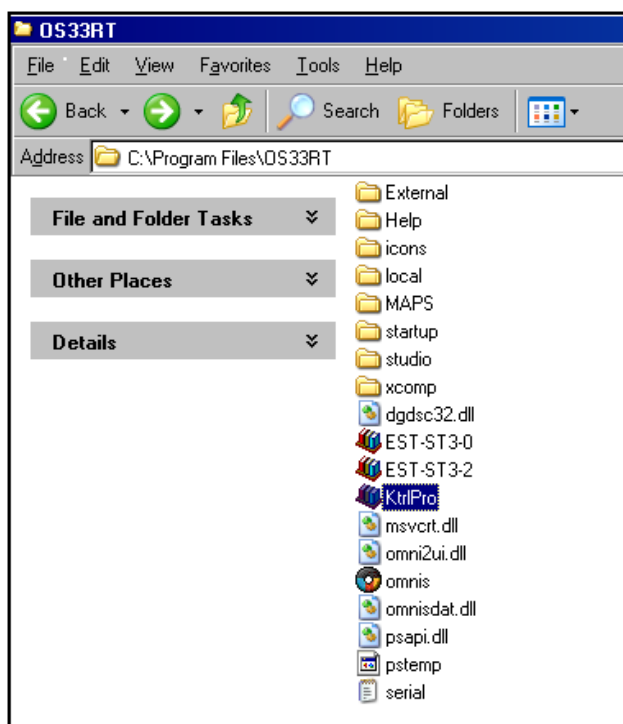 OS33RT
File Edit View Favorites Tools Help
Back Search Folders
Address C:\Program Files\OS33RT
File and Folder Tasks
Other Places
Details
External
Help
icons
local
MAPS
startup
studio
xcomp
dgdsc32.dll
EST-ST3-0
EST-ST3-2
KtrlPro
msvcrt.dll
omni2ui.dll
omnis
omnisdat.dll
psapi.dll
pstemp
serial